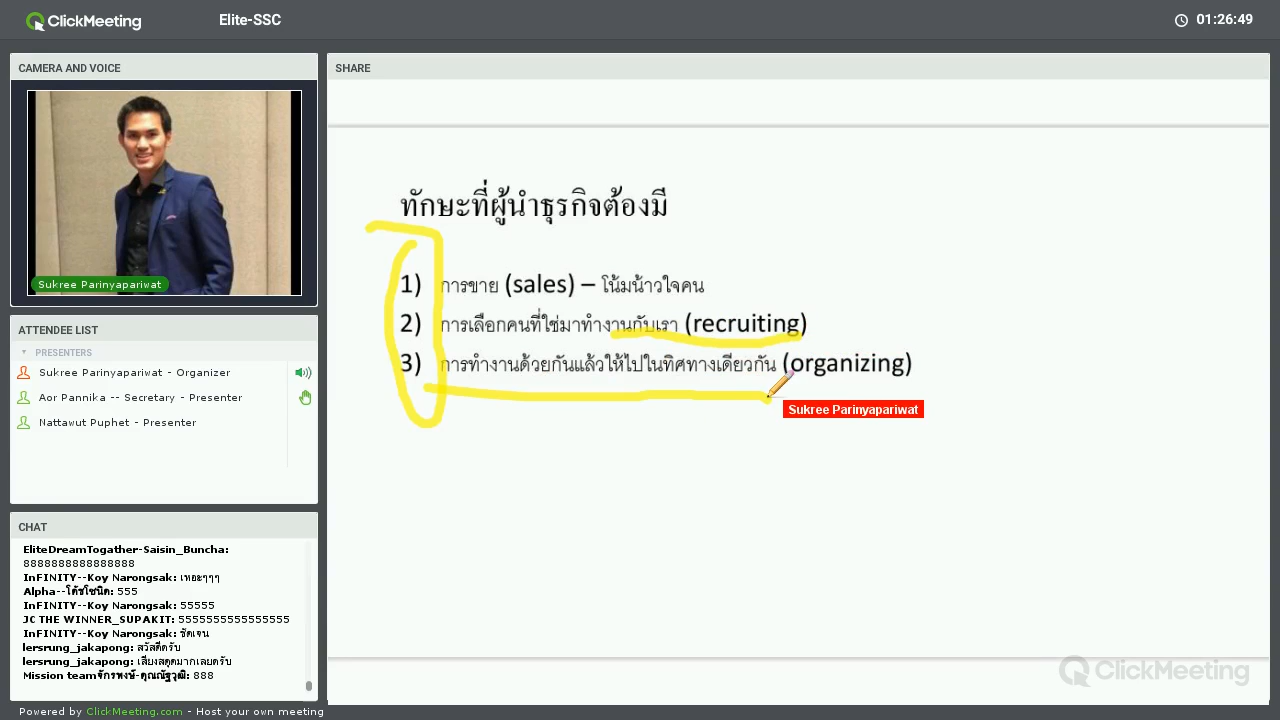 ClickMeeting
Elite-SSC
01:26:49
CAMERA AND VOICE
Sukree Parinyapariwat
ATTENDEE LIST
PRESENTERS
Sukree Parinyapariwat - Organizer
Aor Pannika -- Secretary - Presenter
Nattawut Puphet - Presenter
CHAT
EliteDreamTogather-Saisin_Buncha:
8888888888888888
InFINITY--Koy Narongsak: เหอะๆๆๆ
Alpha--โค้ชโชนิด: 555
InFINITY--Koy Narongsak: 55555
JC THE WINNER_SUPAKIT: 5555555555555555
InFINITY--Koy Narongsak: ชัดเจน
lersrung_jakapong: สวัสดีครับ
lersrung_jakapong: เสียงสดุดมากเลยครับ
Mission teamจักรพงษ์-คุณณัฐวุฒิ: 888
Powered by ClickMeeting.com - Host your own meeting
SHARE
ทักษะที่ผู้นำธุรกิจต้องมี
1) การขาย (sales) – โน้มน้าวใจคน
2) การเลือกคนที่ใช่มาทำงานกับเรา (recruiting)
3) การทำงานด้วยกันแล้วให้ไปในทิศทางเดียวกัน (organizing)
Sukree Parinyapariwat
ClickMeeting